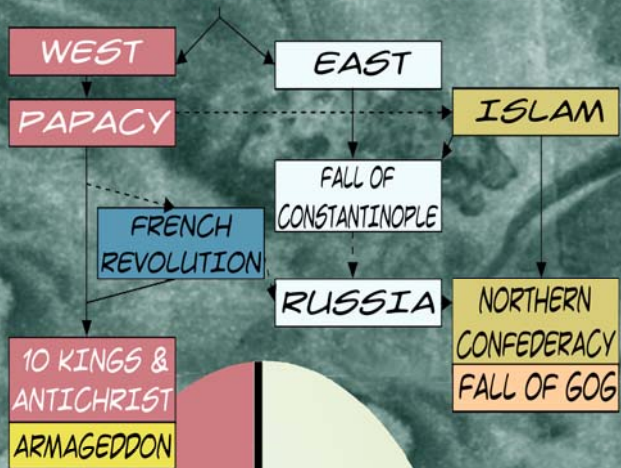 WEST
EAST
PAPACY
ISLAM
FALL OF
CONSTANTINOPLE
FRENCH
REVOLUTION
RUSSIA
NORTHERN
CONFEDERACY
FALL OF GOG
10 KINGS &
ANTICHRIST
ARMAGEDDON